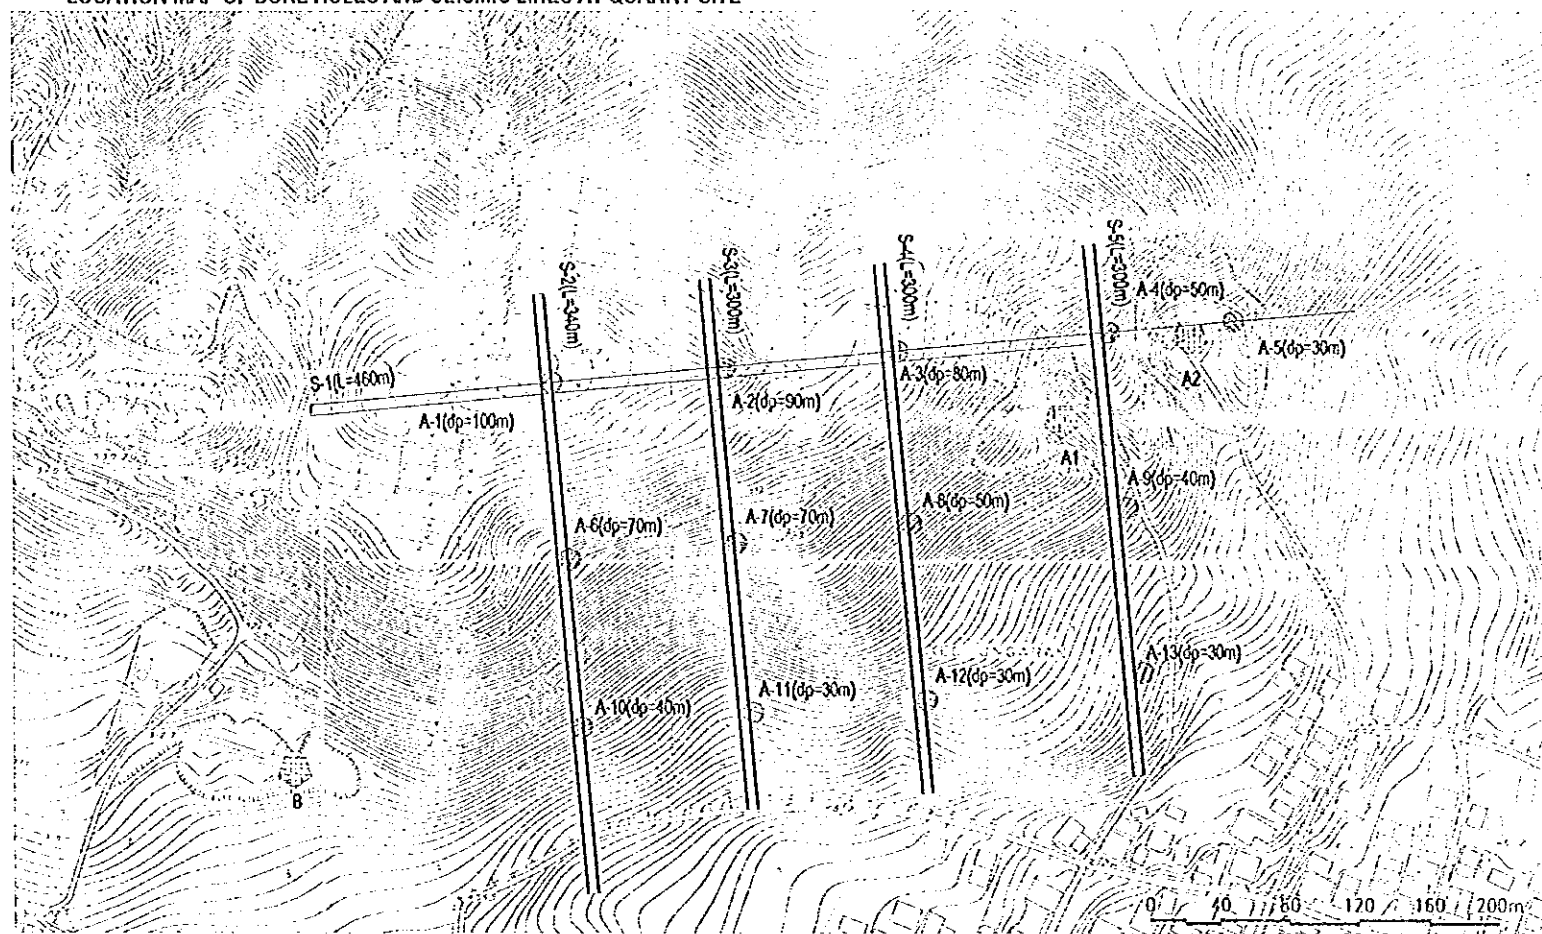 LOCATION MAP OF BOREHOLES AND SEISMIC LINES AT QUARRY SITE
S-5(L=300m)
S-4(L=300m)
S-3(L=300m)
S-2(L=340m)
A-4(dp=50m)
A-5(dp=30m)
A-3(dp=80m)
A2
S-1(L=460m)
A-2(dp=90m)
A-1(dp=100m)
A1
A-9(dp=40m)
A-8(dp=50m)
A-7(dp=70m)
A-6(dp=70m)
A-13(dp=30m)
A-12(dp=30m)
A-11(dp=30m)
A-10(dp=40m)
B
0 40 80 120 160 200m